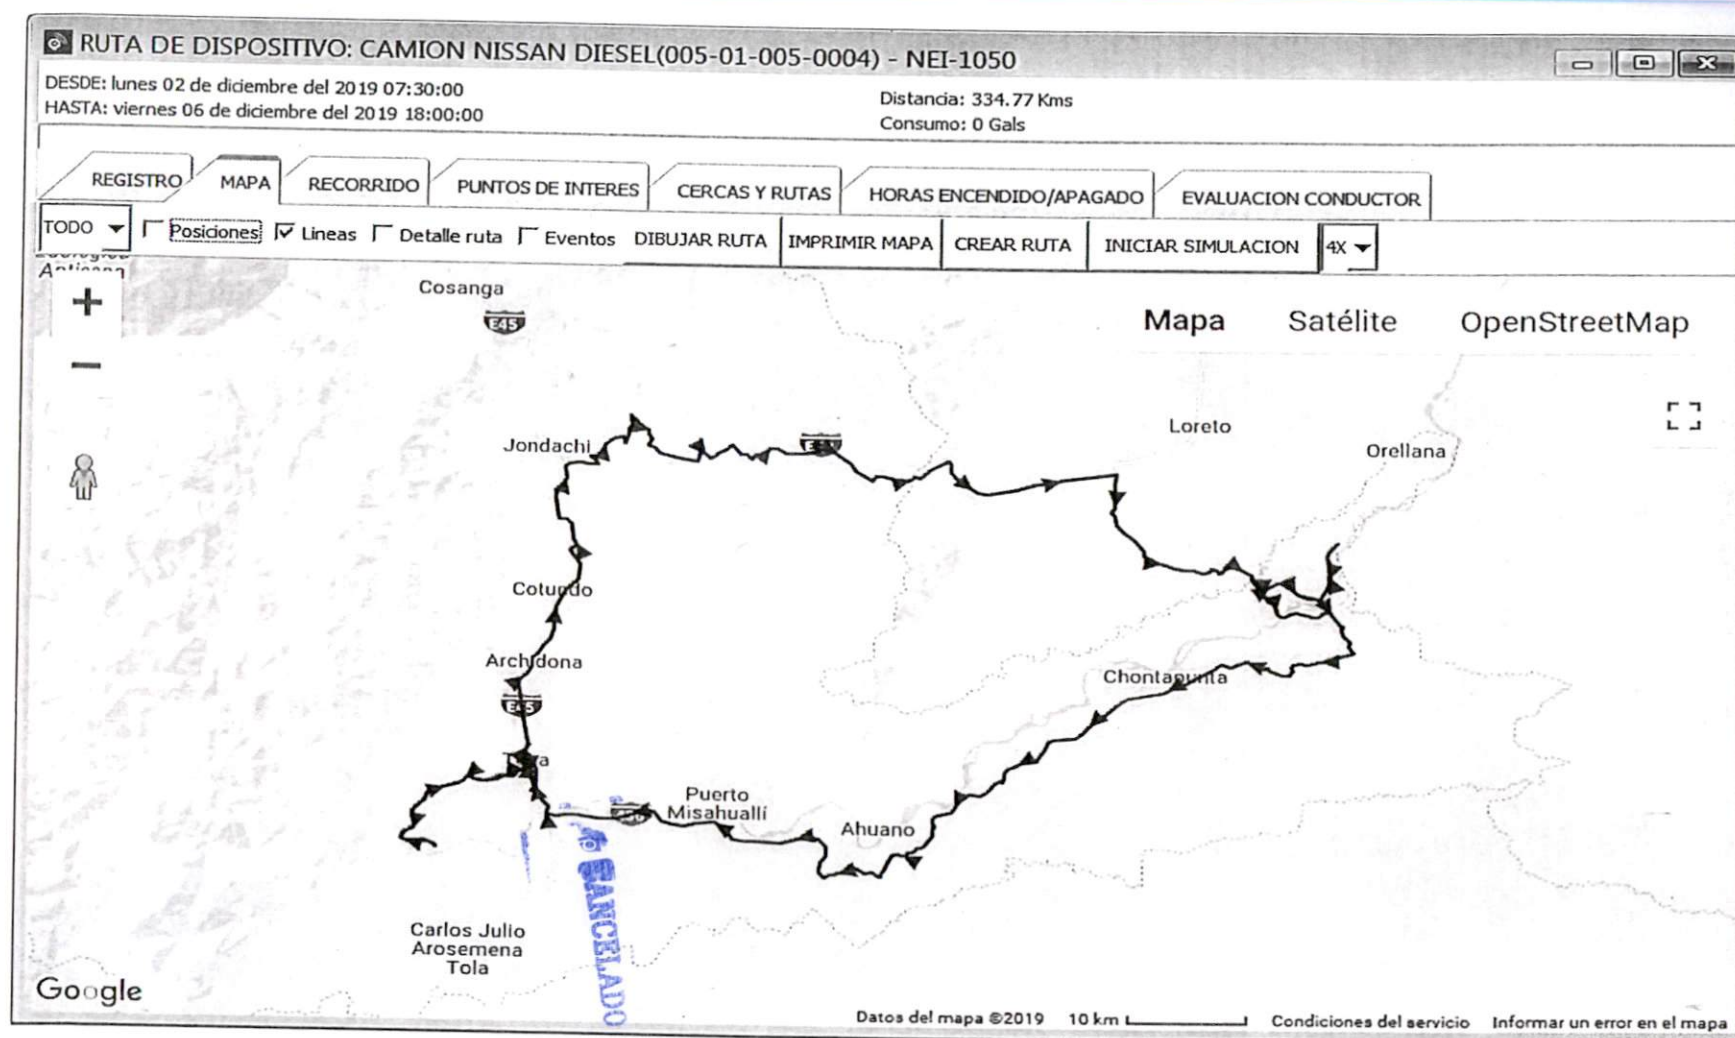 RUTA DE DISPOSITIVO: CAMION NISSAN DIESEL(005-01-005-0004) - NEI-1050
DESDE: lunes 02 de diciembre del 2019 07:30:00
HASTA: viernes 06 de diciembre del 2019 18:00:00
Distancia: 334.77 Kms
Consumo: 0 Gals
REGISTRO MAPA RECORRIDO PUNTOS DE INTERES CERCAS Y RUTAS HORAS ENCENDIDO/APAGADO EVALUACION CONDUCTOR
TODO Posiciones Lineas Detalle ruta Eventos DIBUJAR RUTA IMPRIMIR MAPA CREAR RUTA INICIAR SIMULACION 4X
Cosanga
E45
Mapa Satélite OpenStreetMap
Loreto
Jondachi
Orellana
Cotundo
Archidona
E45
Chontapunta
Puerto
Misahuallí
Ahuano
CANCELADO
Carlos Julio
Arosemena
Tola
Google
Datos del mapa ©2019 10 km Condiciones del servicio Informar un error en el mapa